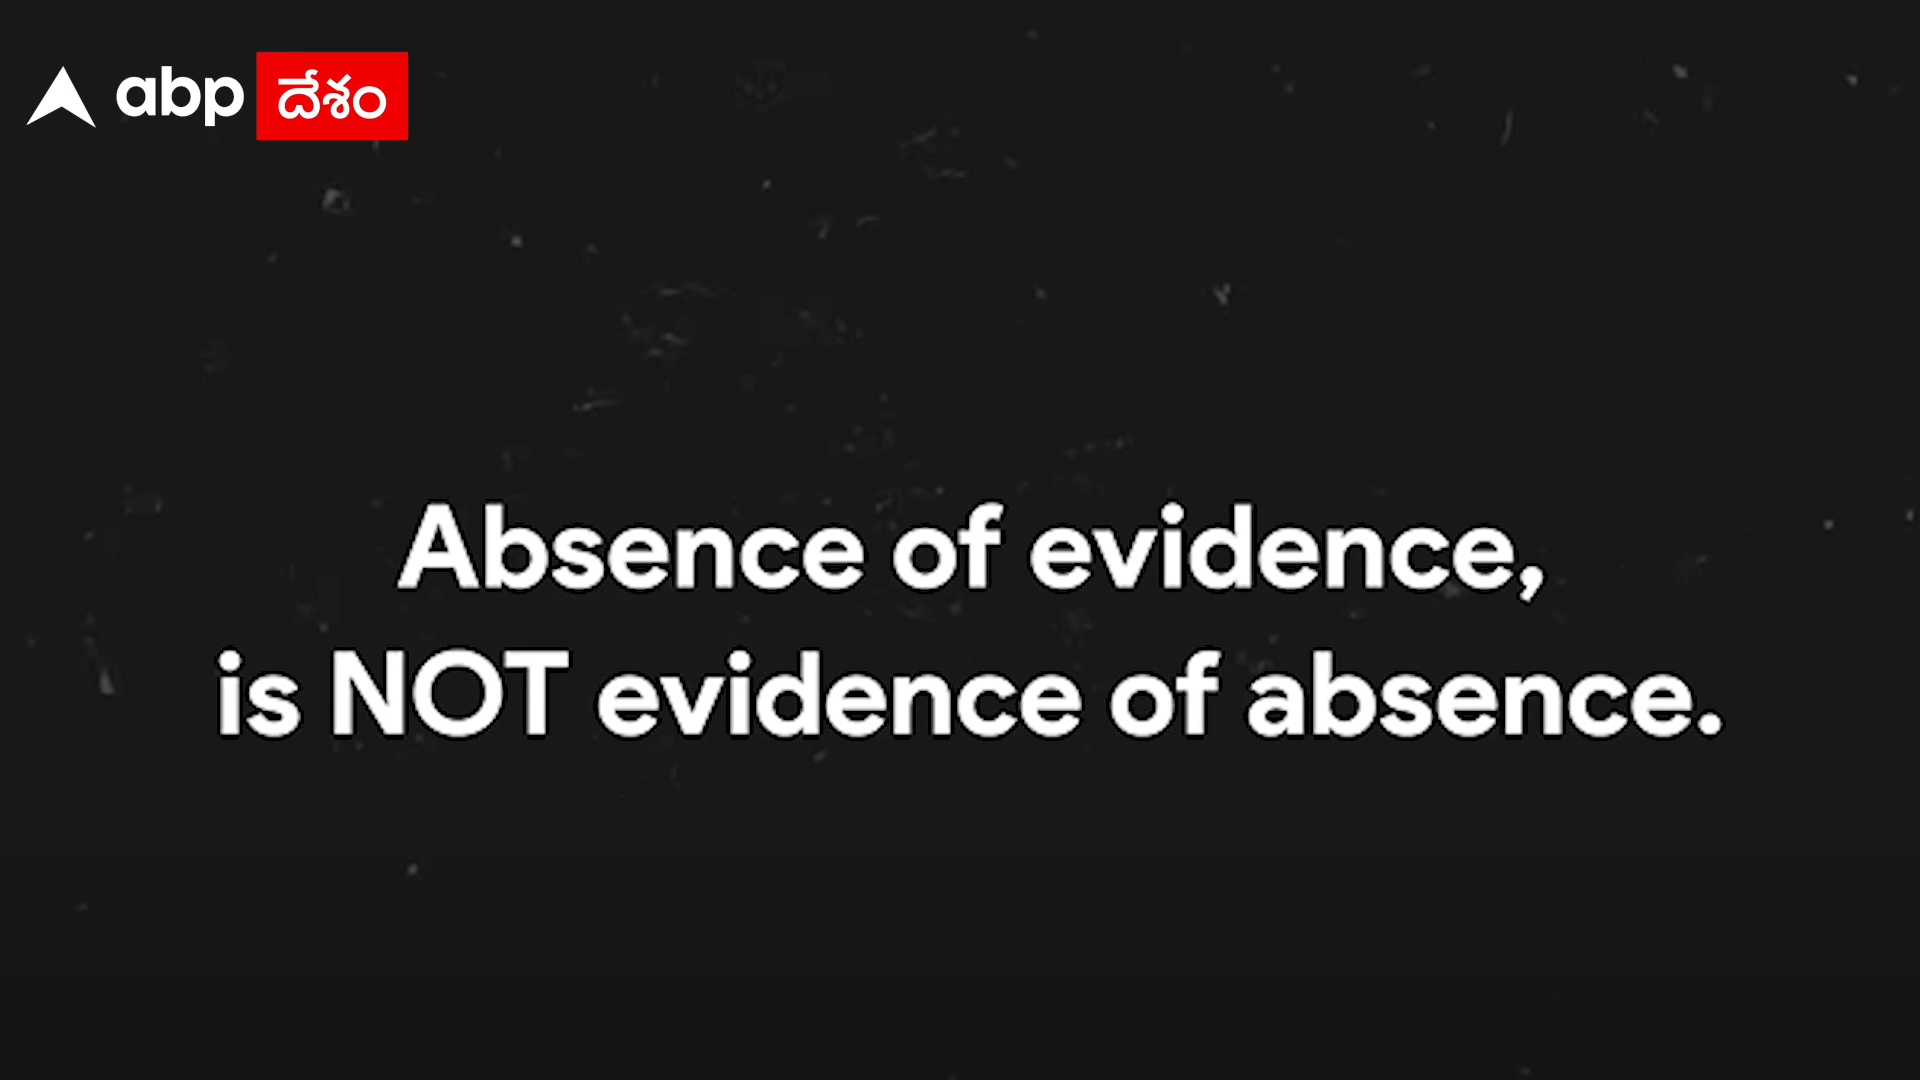 abp దేశం
Absence of evidence,
is NOT evidence of absence.